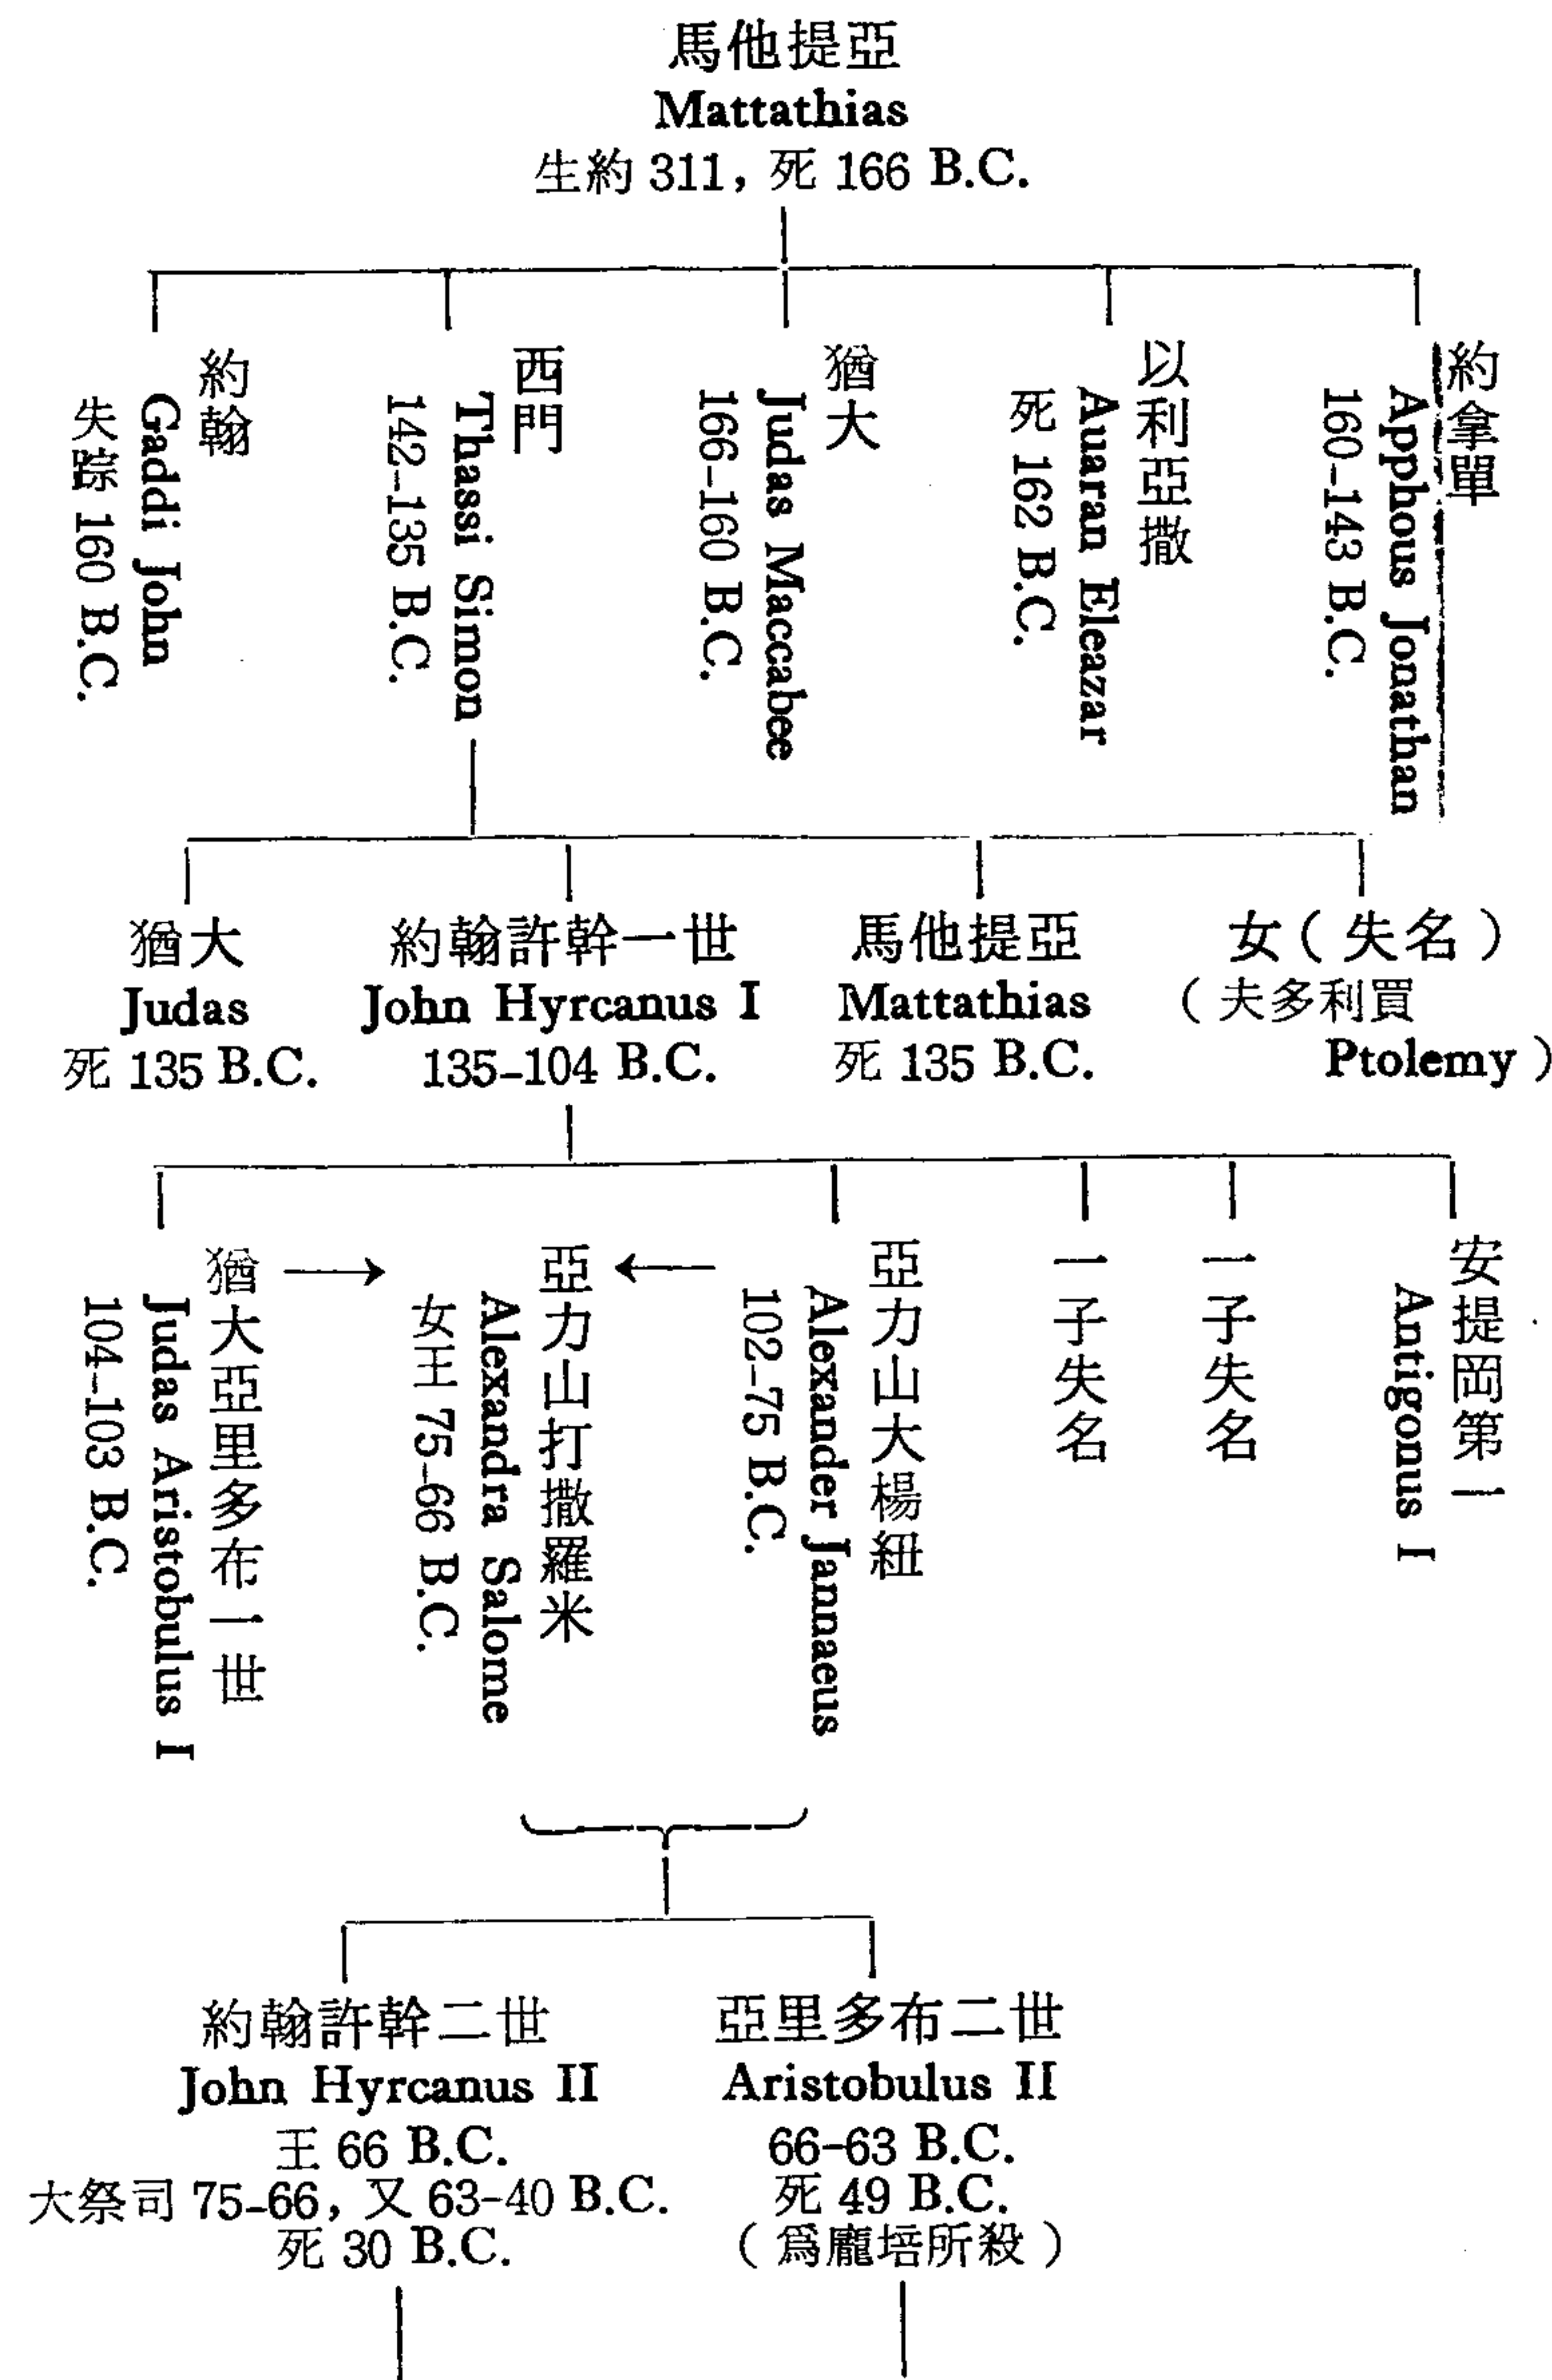 馬他提亞
Mattathias
生約 311, 死 166 B.C.
約翰
Gaddi John
失踪 160 B.C.
西門
Thassi Simon
142-135 B.C.
猶大
Judas Maccabee
166-160 B.C.
以利亞撒
Auaran Eleazar
死 162 B.C.
約拿單
Apphous Jonathan
160-143 B.C.
猶大
Judas
死 135 B.C.
約翰許幹一世
John Hyrcanus I
135-104 B.C.
馬他提亞
Mattathias
死 135 B.C.
女(失名)
(夫多利買
Ptolemy)
猶大亞里多布一世
Judas Aristobulus I
104-103 B.C.
亞力山打撒羅米
Alexandra Salome
女王 75-66 B.C.
亞力山大楊紐
Alexander Jannaeus
102-75 B.C.
一子失名
一子失名
安提岡第一
Antigonus I
約翰許幹二世
John Hyrcanus II
王 66 B.C.
大祭司 75-66, 又 63-40 B.C.
死 30 B.C.
亞里多布二世
Aristobulus II
66-63 B.C.
死 49 B.C.
(爲龐培所殺)